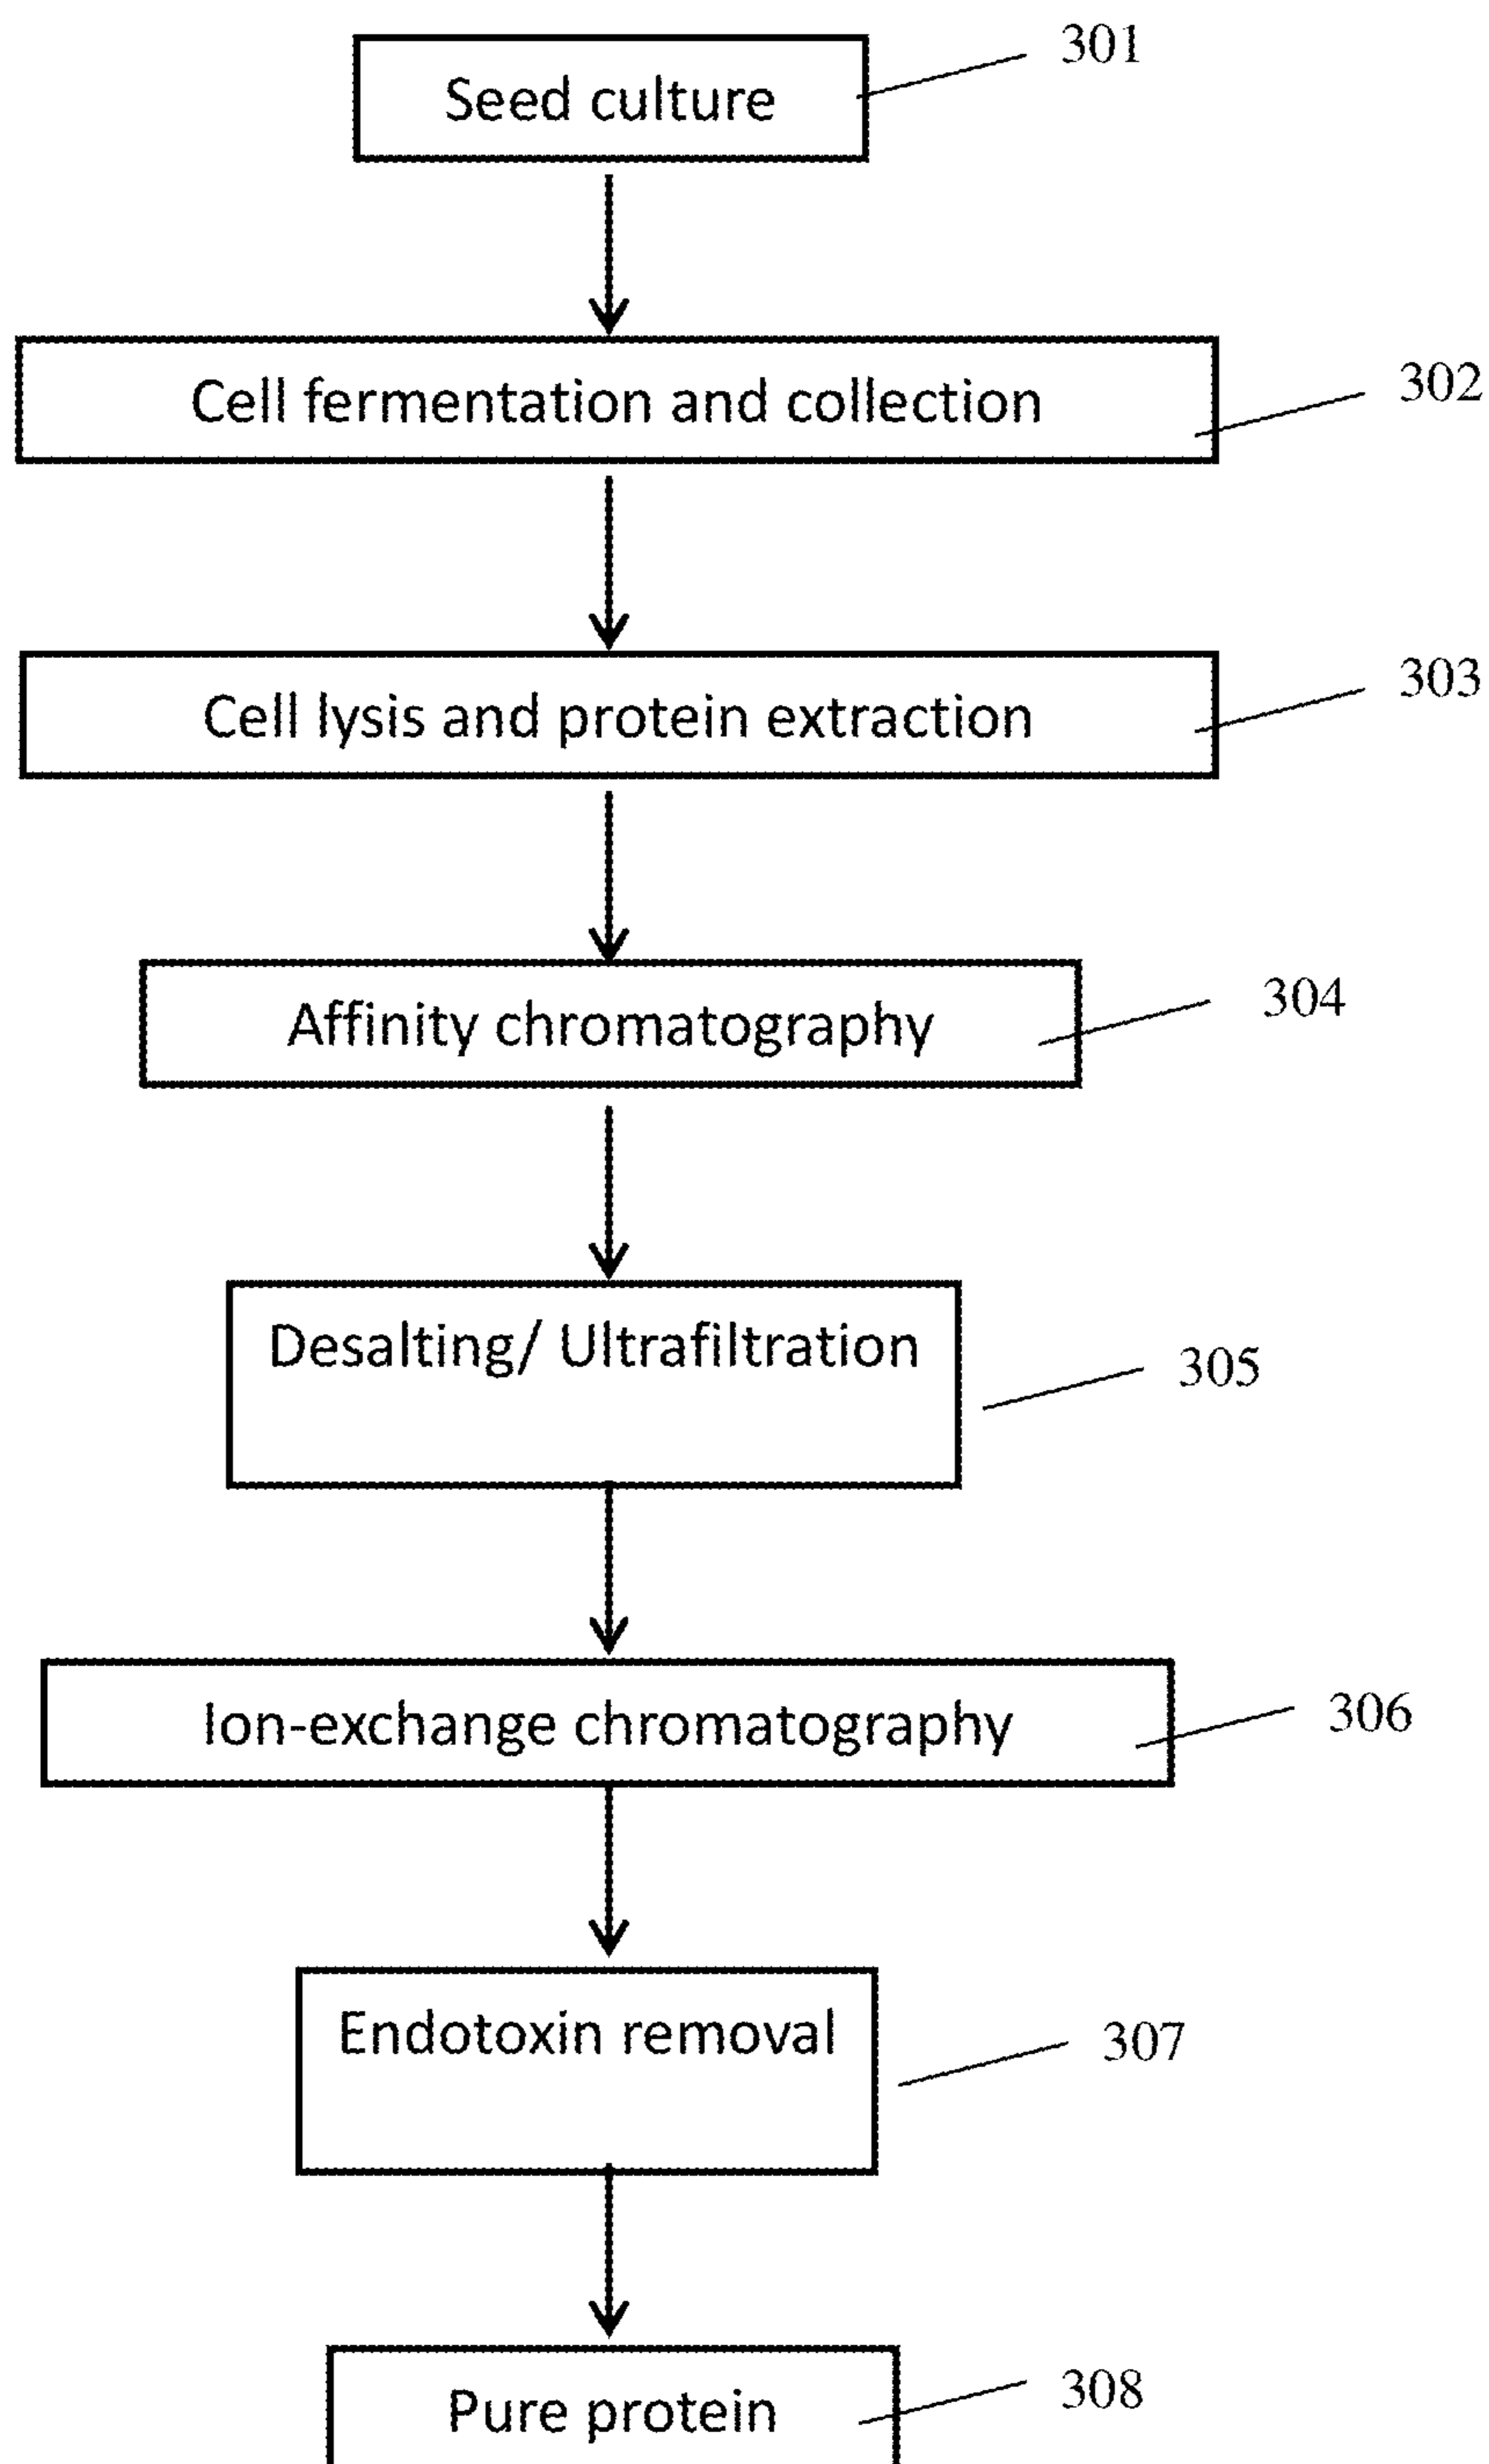 Seed culture
301
Cell fermentation and collection
302
Cell lysis and protein extraction
303
Affinity chromatography
304
Desalting/ Ultrafiltration
305
Ion-exchange chromatography
306
Endotoxin removal
307
Pure protein
308